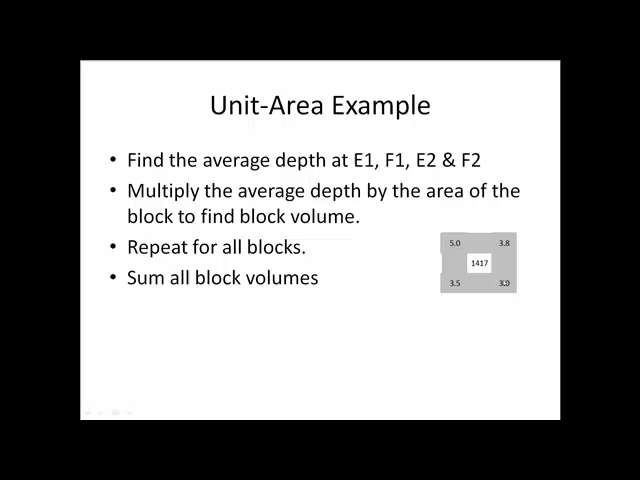 Unit-Area Example
• Find the average depth at E1, F1, E2 & F2
• Multiply the average depth by the area of the
block to find block volume.
• Repeat for all blocks.
• Sum all block volumes
5.0 3.8
1417
3.5